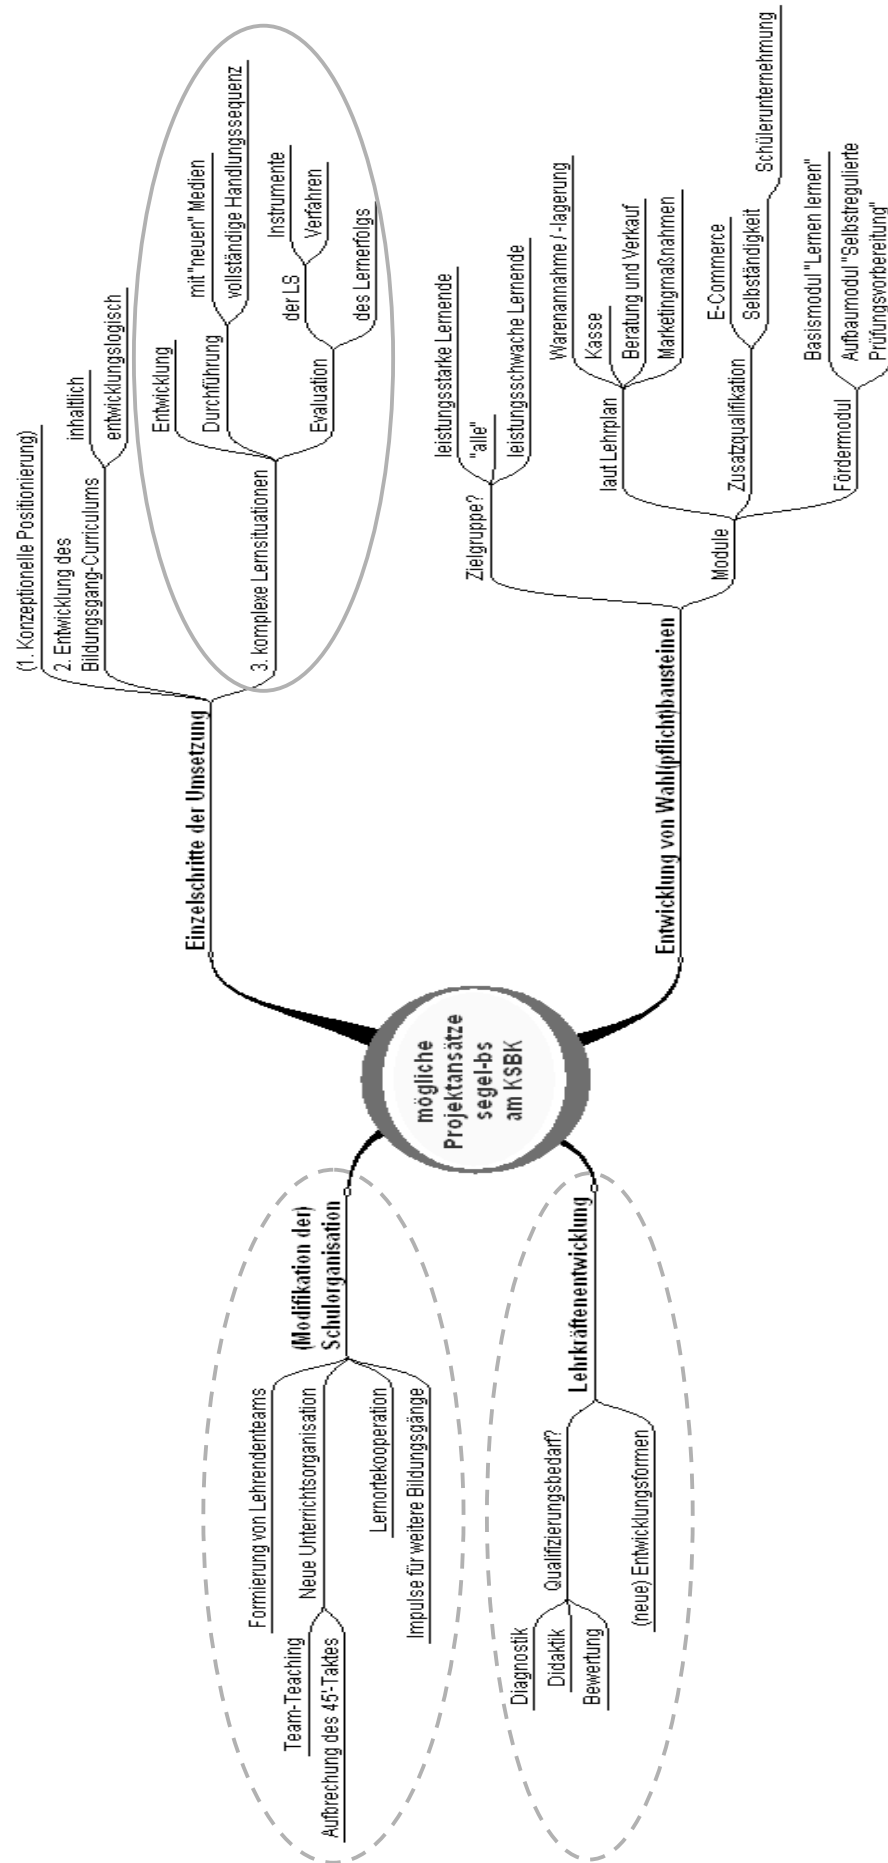 mögliche
Projektansätze
segel-bs
am KSBK
Einzelschritte der Umsetzung
(1. Konzeptionelle Positionierung)
2. Entwicklung des
Bildungsgang-Curriculums
inhaltlich
entwicklungslogisch
3. komplexe Lernsituationen
Entwicklung
Durchführung
mit "neuen" Medien
vollständige Handlungssequenz
Evaluation
der LS
Instrumente
Verfahren
des Lernerfolgs
Entwicklung von Wahl(pflicht)bausteinen
Zielgruppe?
leistungsstarke Lernende
"alle"
leistungsschwache Lernende
Module
laut Lehrplan
Warenannahme / -lagerung
Kasse
Beratung und Verkauf
Marketingmaßnahmen
Zusatzqualifikation
E-Commerce
Selbständigkeit
Schülerunternehmung
Fördermodul
Basismodul "Lernen lernen"
Aufbaumodul "Selbstregulierte
Prüfungsvorbereitung"
(Modifikation der)
Schulorganisation
Formierung von Lehrendenteams
Neue Unterrichtsorganisation
Team-Teaching
Aufbrechung des 45'-Taktes
Lernortekooperation
Impulse für weitere Bildungsgänge
Lehrkräftenentwicklung
Qualifizierungsbedarf?
Diagnostik
Didaktik
Bewertung
(neue) Entwicklungsformen